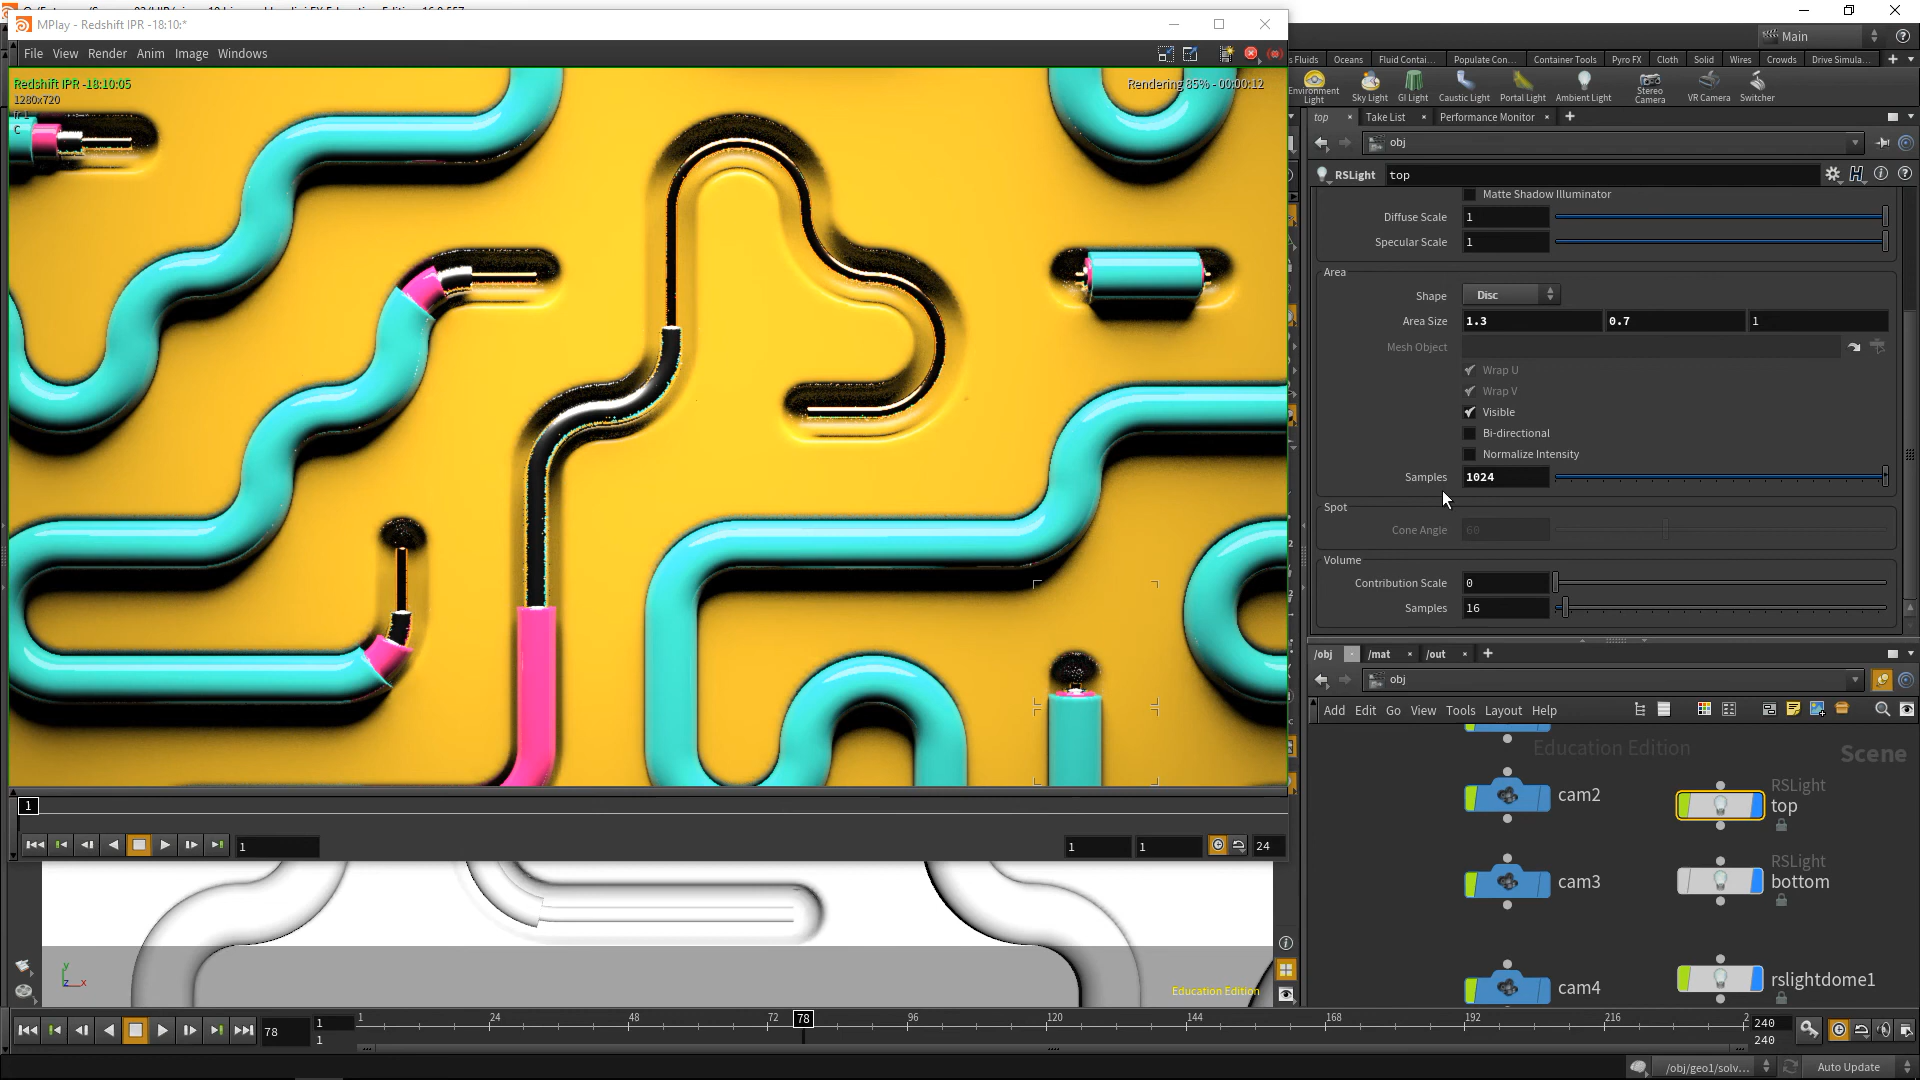 MPlay - Redshift IPR -18:10:*
File View Render Anim Image Windows
Redshift IPR -18:10:05
1280x720
fr 1
C
Rendering 85% - 00:00:12
1
1
1
1
24
Education Edition
78
1
1
1
24
48
72
78
96
120
144
168
192
216
2
240
240
/obj/geo1/solv...
Auto Update
Main
s Fluids
Oceans
Fluid Contai...
Populate Con...
Container Tools
Pyro FX
Cloth
Solid
Wires
Crowds
Drive Simula...
Environment Light
Sky Light
GI Light
Caustic Light
Portal Light
Ambient Light
Stereo Camera
VR Camera
Switcher
top
Take List
Performance Monitor
obj
RSLight top
Matte Shadow Illuminator
Diffuse Scale 1
Specular Scale 1
Area
Shape Disc
Area Size 1.3 0.7 1
Mesh Object
Wrap U
Wrap V
Visible
Bi-directional
Normalize Intensity
Samples 1024
Spot
Cone Angle 60
Volume
Contribution Scale 0
Samples 16
/obj
/mat
/out
obj
Add Edit Go View Tools Layout Help
Education Edition
Scene
cam2
RSLight
top
cam3
RSLight
bottom
cam4
rslightdome1